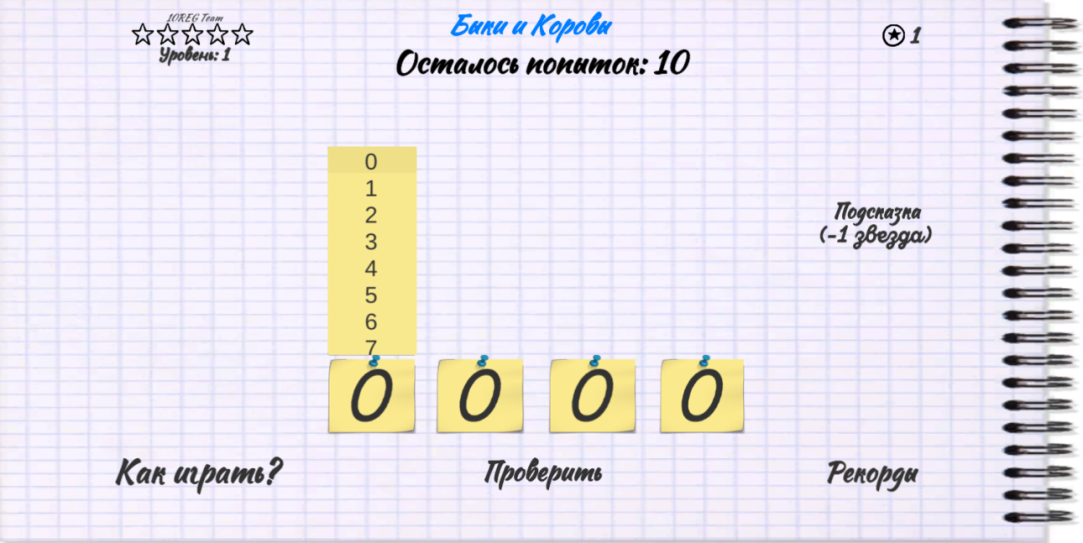 10REG Team
Уровень: 1
Быки и Коровы
Осталось попыток: 10
1
0
1
2
3
4
5
6
7
Подсказка
(-1 звезда)
0 0 0 0
Как играть?
Проверить
Рекорды